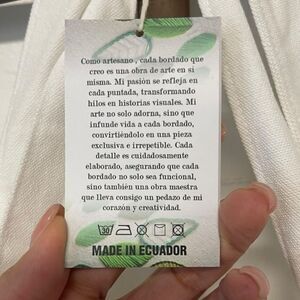 Como artesano , cada bordado que
creo es una obra de arte en si
misma. Mi pasión se refleja en
cada puntada, transformando
hilos en historias visuales. Mi
arte no solo adorna, sino que
infunde vida a cada bordado,
convirtiéndolo en una pieza
exclusiva e irrepetible. Cada
detalle es cuidadosamente
elaborado, asegurando que cada
bordado no solo sea funcional,
sino también una obra maestra
que lleva consigo un pedazo de mi
corazón y creatividad.
30
MADE IN ECUADOR